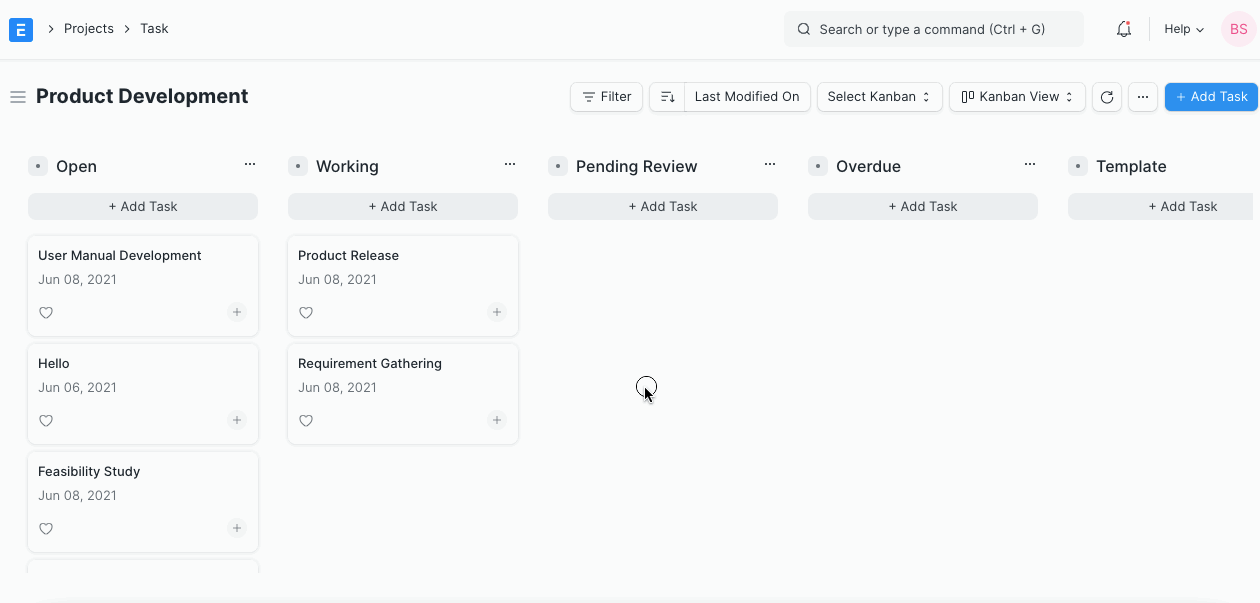 E Projects Task
Search or type a command (Ctrl + G)
Help
BS
Product Development
Filter
Last Modified On
Select Kanban
Kanban View
+ Add Task
Open
Working
Pending Review
Overdue
Template
+ Add Task
+ Add Task
+ Add Task
+ Add Task
+ Add Task
User Manual Development
Jun 08, 2021
Product Release
Jun 08, 2021
Hello
Jun 06, 2021
Requirement Gathering
Jun 08, 2021
Feasibility Study
Jun 08, 2021